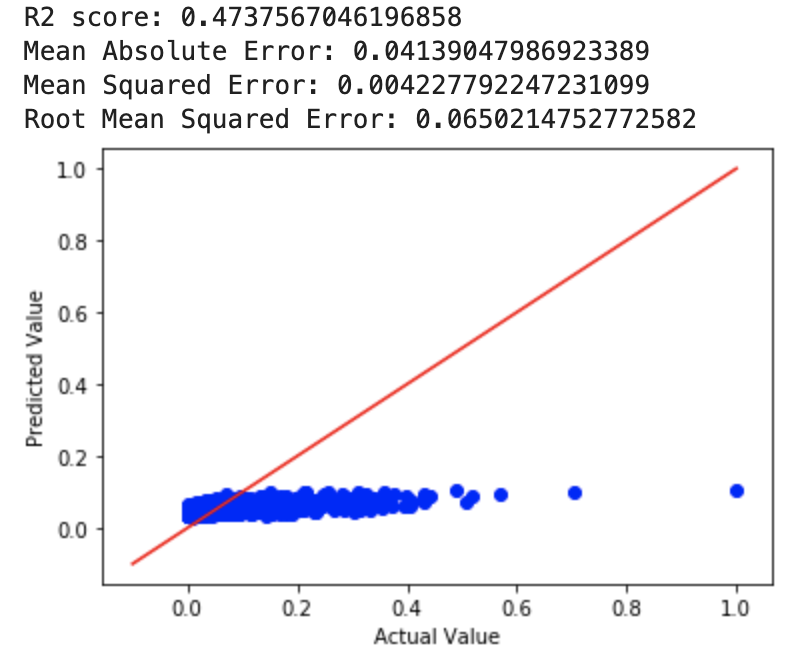 R2 score: 0.4737567046196858
Mean Absolute Error: 0.04139047986923389
Mean Squared Error: 0.004227792247231099
Root Mean Squared Error: 0.0650214752772582
1.0
0.8
0.6
0.4
0.2
0.0
Predicted Value
0.0 0.2 0.4 0.6 0.8 1.0
Actual Value